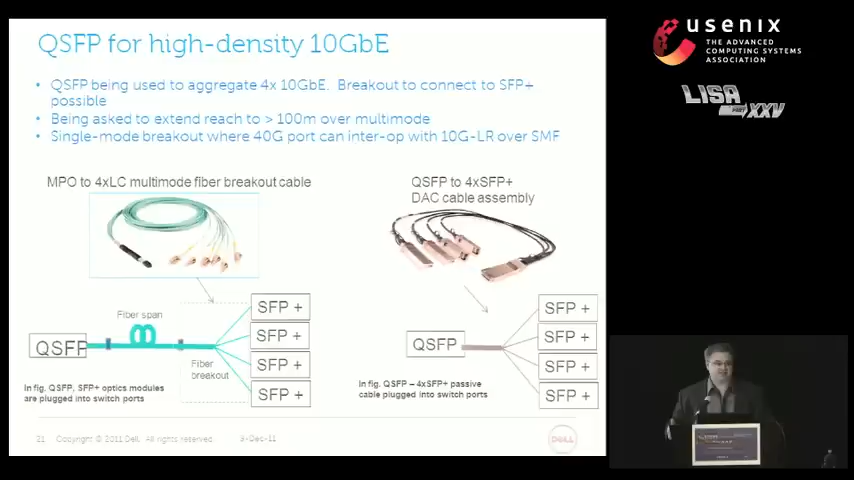 QSFP for high-density 10GbE
• QSFP being used to aggregate 4x 10GbE. Breakout to connect to SFP+
possible
• Being asked to extend reach to > 100m over multimode
• Single-mode breakout where 40G port can inter-op with 10G-LR over SMF
MPO to 4xLC multimode fiber breakout cable
QSFP to 4xSFP+
DAC cable assembly
Fiber span
QSFP
Fiber
breakout
SFP +
SFP +
SFP +
SFP +
In fig. QSFP, SFP+ optics modules
are plugged into switch ports
QSFP
SFP +
SFP +
SFP +
SFP +
In fig. QSFP – 4xSFP+ passive
cable plugged into switch ports
21 Copyright © 2011 Dell. All rights reserved 9-Dec-11
DELL
usenix
THE ADVANCED
COMPUTING SYSTEMS
ASSOCIATION
LISA
XXV